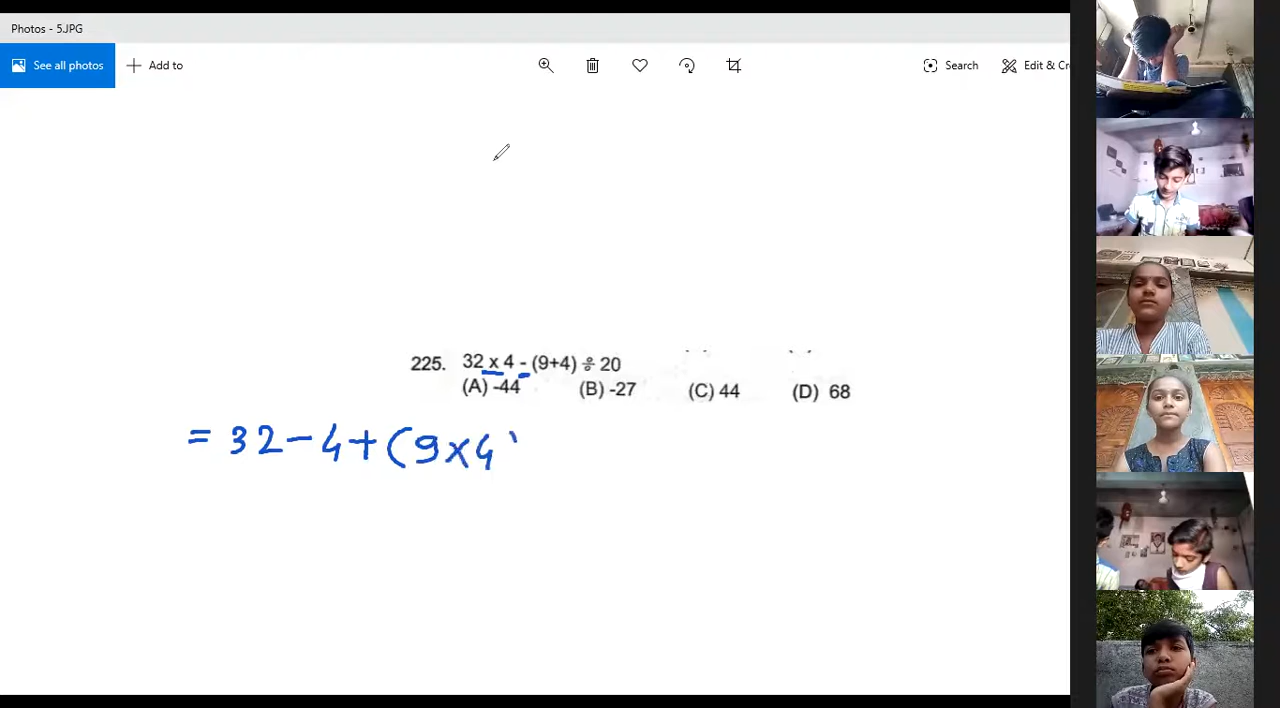 Photos - 5.JPG
See all photos
Add to
Search
Edit & Cr
225. 32 x 4 - (9+4) ÷ 20
(A) -44 (B) -27 (C) 44 (D) 68
= 32 - 4 + (9 × 4